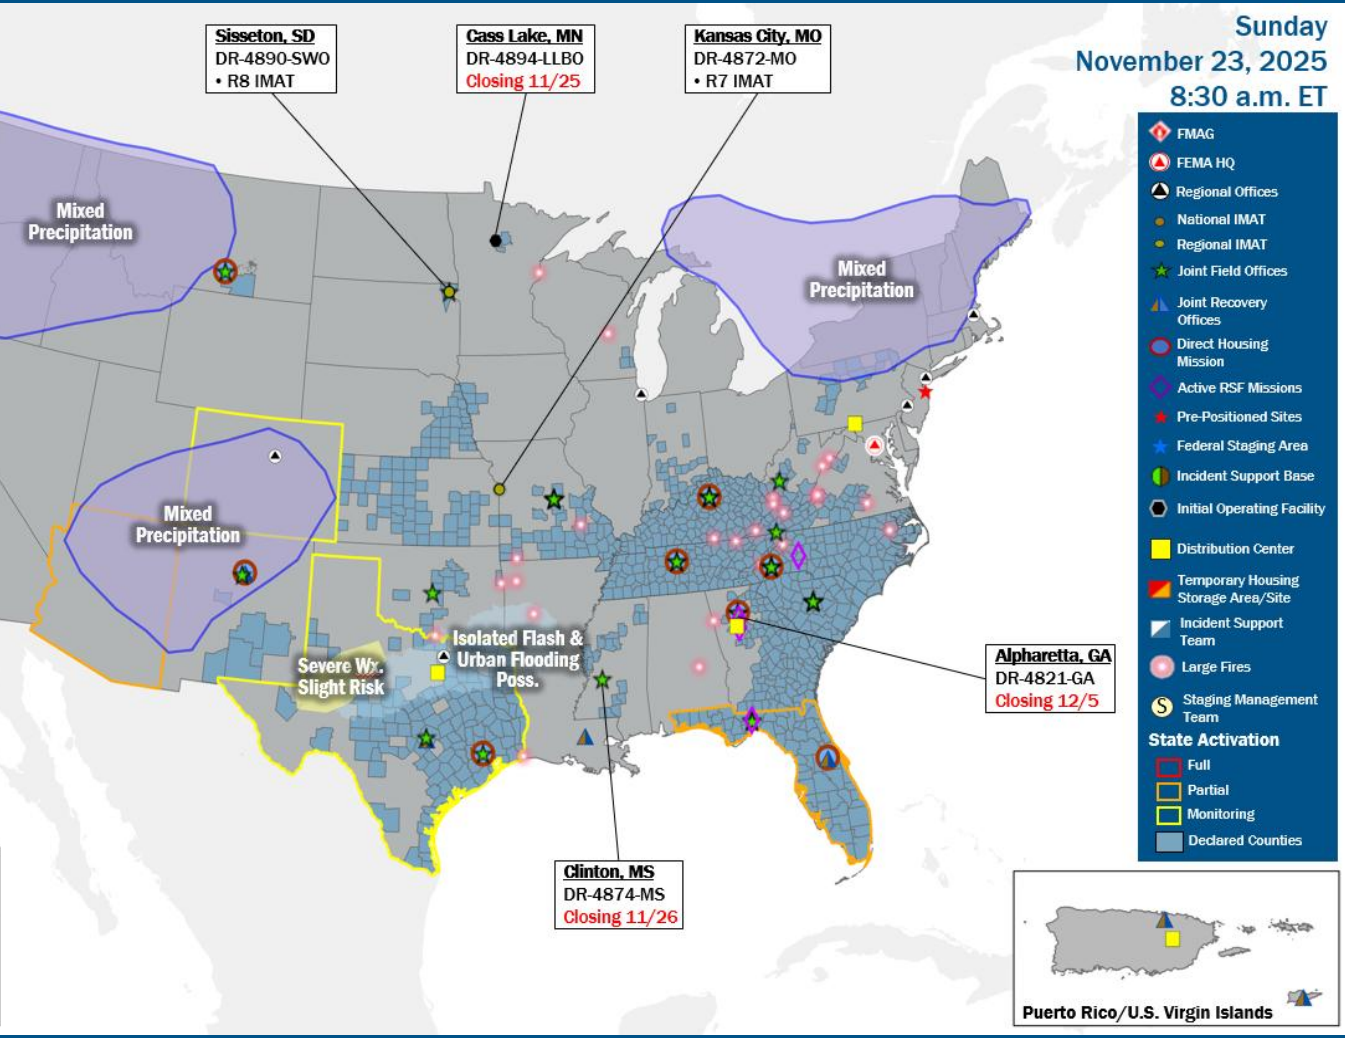 Sisseton, SD
DR-4890-SWO
• R8 IMAT
Cass Lake, MN
DR-4894-LLBO
Closing 11/25
Kansas City, MO
DR-4872-MO
• R7 IMAT
Sunday
November 23, 2025
8:30 a.m. ET
Mixed
Precipitation
Mixed
Precipitation
Mixed
Precipitation
Severe Wx.
Slight Risk
Isolated Flash &
Urban Flooding
Poss.
Alpharetta, GA
DR-4821-GA
Closing 12/5
Clinton, MS
DR-4874-MS
Closing 11/26
FMAG
FEMA HQ
Regional Offices
National IMAT
Regional IMAT
Joint Field Offices
Joint Recovery
Offices
Direct Housing
Mission
Active RSF Missions
Pre-Positioned Sites
Federal Staging Area
Incident Support Base
Initial Operating Facility
Distribution Center
Temporary Housing
Storage Area/Site
Incident Support
Team
Large Fires
S
Staging Management
Team
State Activation
Full
Partial
Monitoring
Declared Counties
Puerto Rico/U.S. Virgin Islands